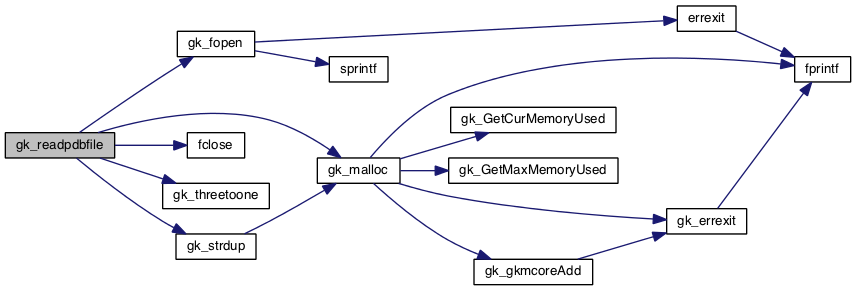 gk_readpdbfile
gk_fopen
sprintf
fclose
gk_threetoone
gk_strdup
gk_malloc
gk_GetCurMemoryUsed
gk_GetMaxMemoryUsed
gk_gkmcoreAdd
errexit
gk_errexit
fprintf